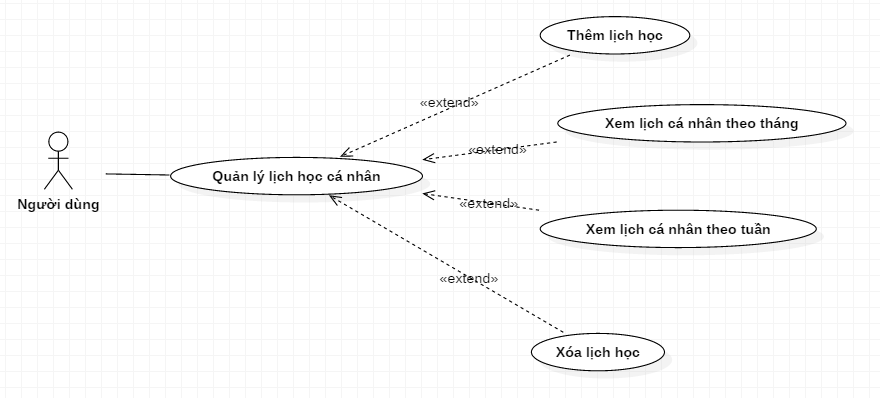 Thêm lịch học
«extend»
Xem lịch cá nhân theo tháng
«extend»
Quản lý lịch học cá nhân
Người dùng
«extend»
Xem lịch cá nhân theo tuần
«extend»
Xóa lịch học